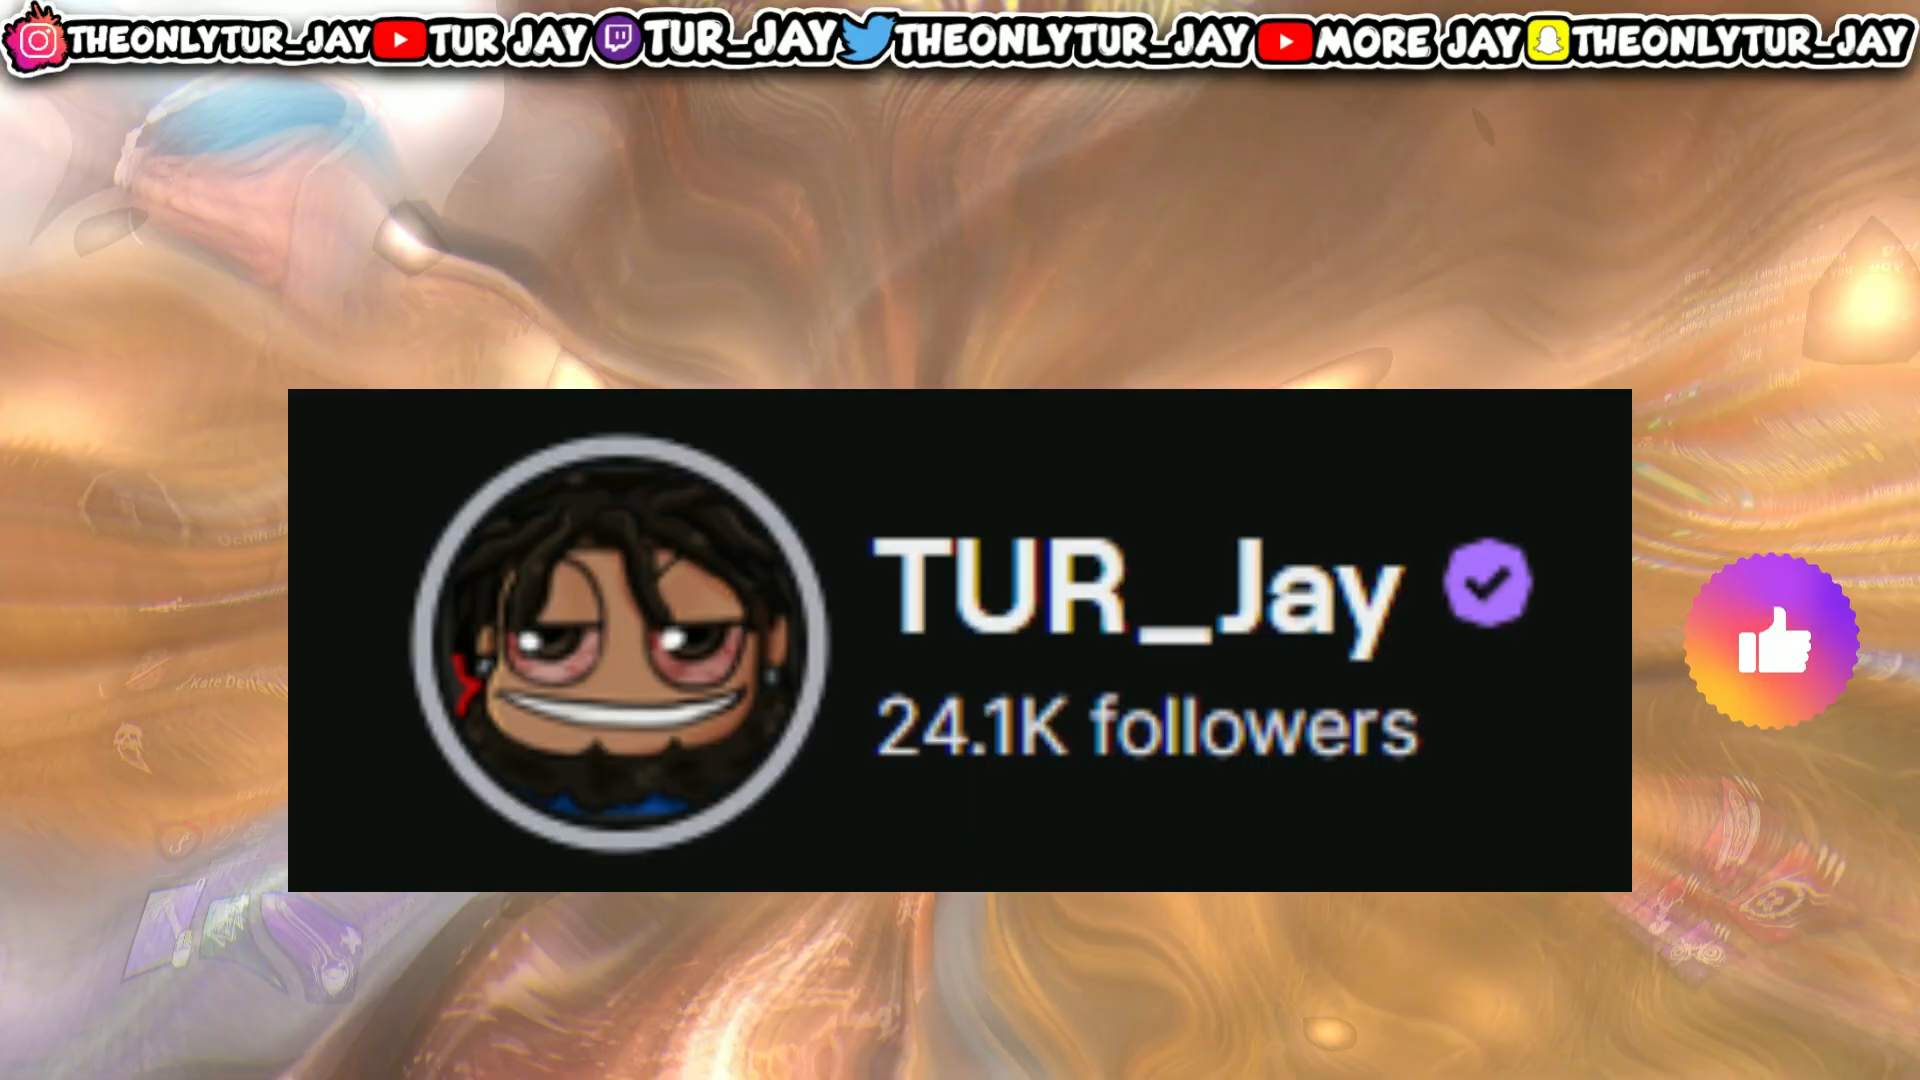 THEONLYTUR_JAY TUR JAY TUR_JAY THEONLYTUR_JAY MORE JAY THEONLYTUR_JAY
TUR_Jay
24.1K followers